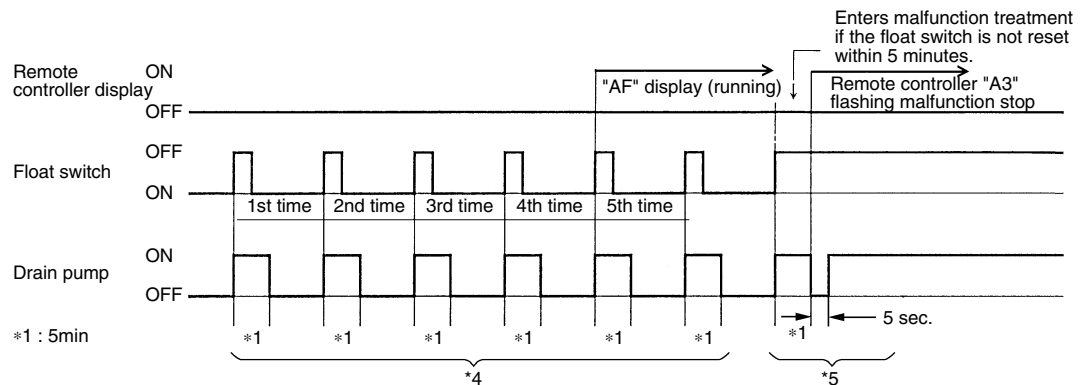 Enters malfunction treatment
if the float switch is not reset
within 5 minutes.
Remote
controller display
ON
OFF
"AF" display (running)
Remote controller "A3"
flashing malfunction stop
Float switch
OFF
ON
1st time
2nd time
3rd time
4th time
5th time
Drain pump
ON
OFF
5 sec.
*1 : 5min
*1
*1
*1
*1
*1
*1
*1
*4
*5